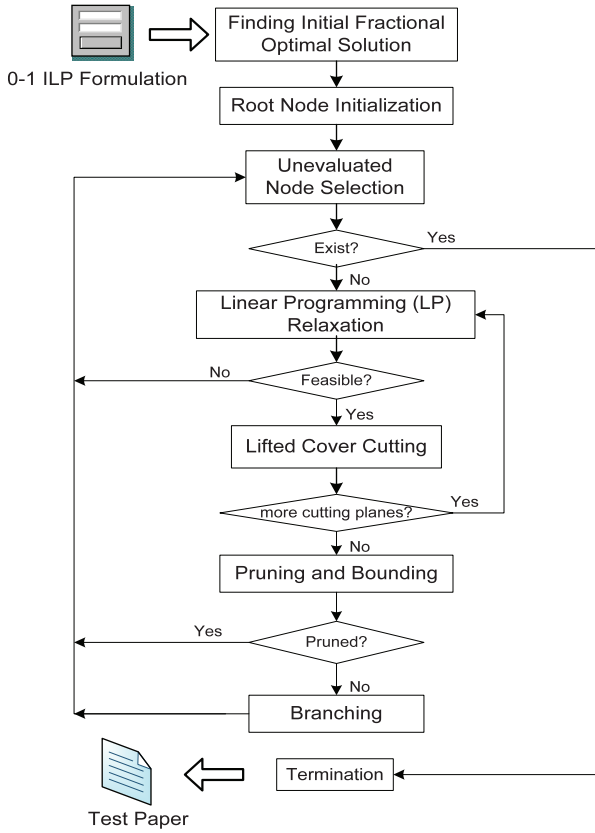 Finding Initial Fractional
Optimal Solution
0-1 ILP Formulation
Root Node Initialization
Unevaluated
Node Selection
Exist?
Yes
No
Linear Programming (LP)
Relaxation
Feasible?
No
Yes
Lifted Cover Cutting
more cutting planes?
Yes
No
Pruning and Bounding
Pruned?
Yes
No
Branching
Termination
Test Paper